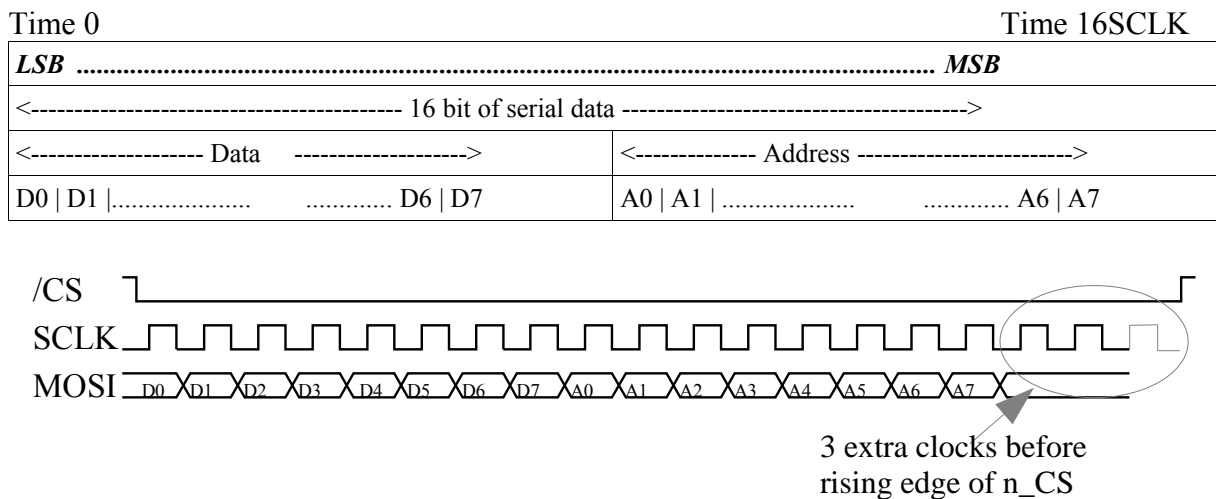 Time 0 Time 16SCLK
LSB .................................................................................................................................. MSB
<------------------------------------------- 16 bit of serial data ---------------------------------------->
<-------------------- Data -------------------> <-------------- Address ------------------------->
D0 | D1 |..................... ............. D6 | D7 A0 | A1 | .................... ............. A6 | A7
/CS
SCLK
MOSI D0 D1 D2 D3 D4 D5 D6 D7 A0 A1 A2 A3 A4 A5 A6 A7
3 extra clocks before
rising edge of n_CS